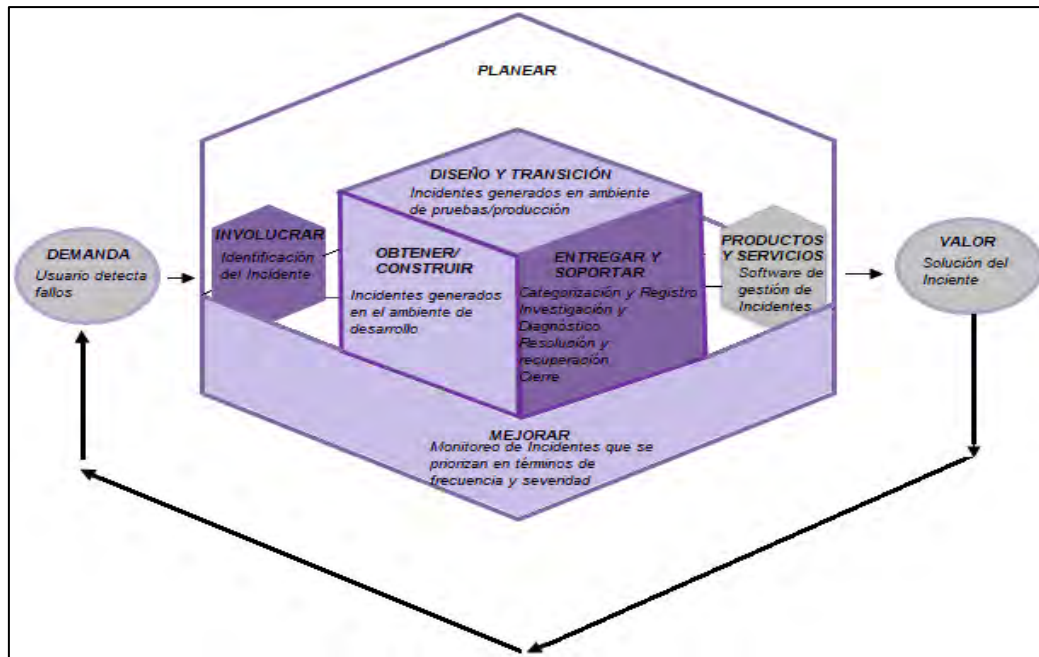 PLANEAR
DISEÑO Y TRANSICIÓN
Incidentes generados en ambiente
de pruebas/producción
DEMANDA
Usuario detecta
fallos
INVOLUCRAR
Identificación
del Incidente
OBTENER/
CONSTRUIR
Incidentes generados
en el ambiente de
desarrollo
ENTREGAR Y
SOPORTAR
Categorización y Registro
Investigación y
Diagnóstico
Resolución y
recuperación
Cierre
PRODUCTOS
Y SERVICIOS
Software de
gestión de
Incidentes
VALOR
Solución del
Inciente
MEJORAR
Monitoreo de Incidentes que se
priorizan en términos de
frecuencia y severidad